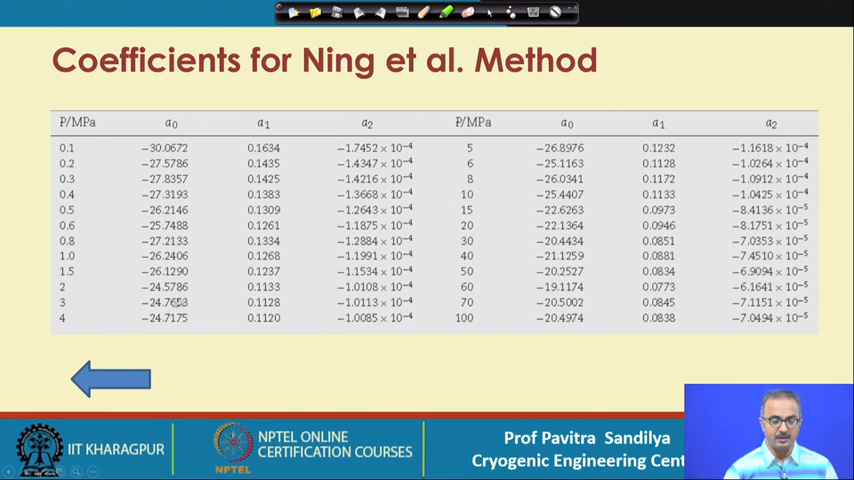 Coefficients for Ning et al. Method
P/MPa a₀ a₁ a₂ P/MPa a₀ a₁ a₂
0.1 −30.0672 0.1634 −1.7452 × 10⁻⁴ 5 −26.8976 0.1232 −1.1618 × 10⁻⁴
0.2 −27.5786 0.1435 −1.4347 × 10⁻⁴ 6 −25.1163 0.1128 −1.0264 × 10⁻⁴
0.3 −27.8357 0.1425 −1.4216 × 10⁻⁴ 8 −26.0341 0.1172 −1.0912 × 10⁻⁴
0.4 −27.3193 0.1383 −1.3668 × 10⁻⁴ 10 −25.4407 0.1133 −1.0425 × 10⁻⁴
0.5 −26.2146 0.1309 −1.2643 × 10⁻⁴ 15 −22.6263 0.0973 −8.4136 × 10⁻⁵
0.6 −25.7488 0.1261 −1.1875 × 10⁻⁴ 20 −22.1364 0.0946 −8.1751 × 10⁻⁵
0.8 −27.2133 0.1334 −1.2884 × 10⁻⁴ 30 −20.4434 0.0851 −7.0353 × 10⁻⁵
1.0 −26.2406 0.1268 −1.1991 × 10⁻⁴ 40 −21.1259 0.0881 −7.4510 × 10⁻⁵
1.5 −26.1290 0.1237 −1.1534 × 10⁻⁴ 50 −20.2527 0.0834 −6.9094 × 10⁻⁵
2 −24.5786 0.1133 −1.0108 × 10⁻⁴ 60 −19.1174 0.0773 −6.1641 × 10⁻⁵
3 0.1128 −1.0113 × 10⁻⁴ 70 −20.5002 0.0845 −7.1151 × 10⁻⁵
4 −24.7175 0.1120 −1.0085 × 10⁻⁴ 100 −20.4974 0.0838 −7.0494 × 10⁻⁵
IIT KHARAGPUR
NPTEL
NPTEL ONLINE
CERTIFICATION COURSES
Prof Pavitra Sandilya
Cryogenic Engineering Cent